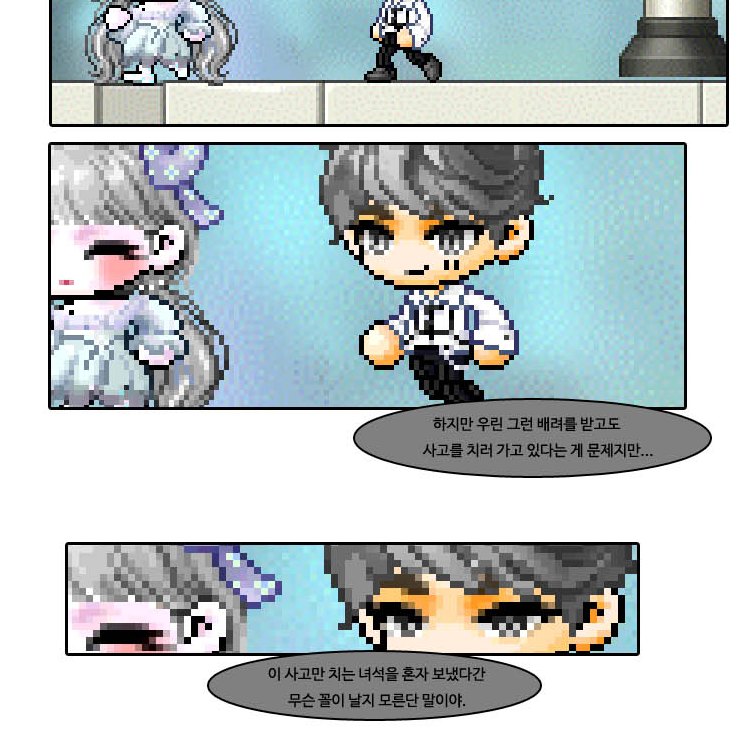 하지만 우린 그런 배려를 받고도
사고를 치러 가고 있다는 게 문제지만...
이 사고만 치는 녀석을 혼자 보냈다간
무슨 꼴이 날지 모른단 말이야.